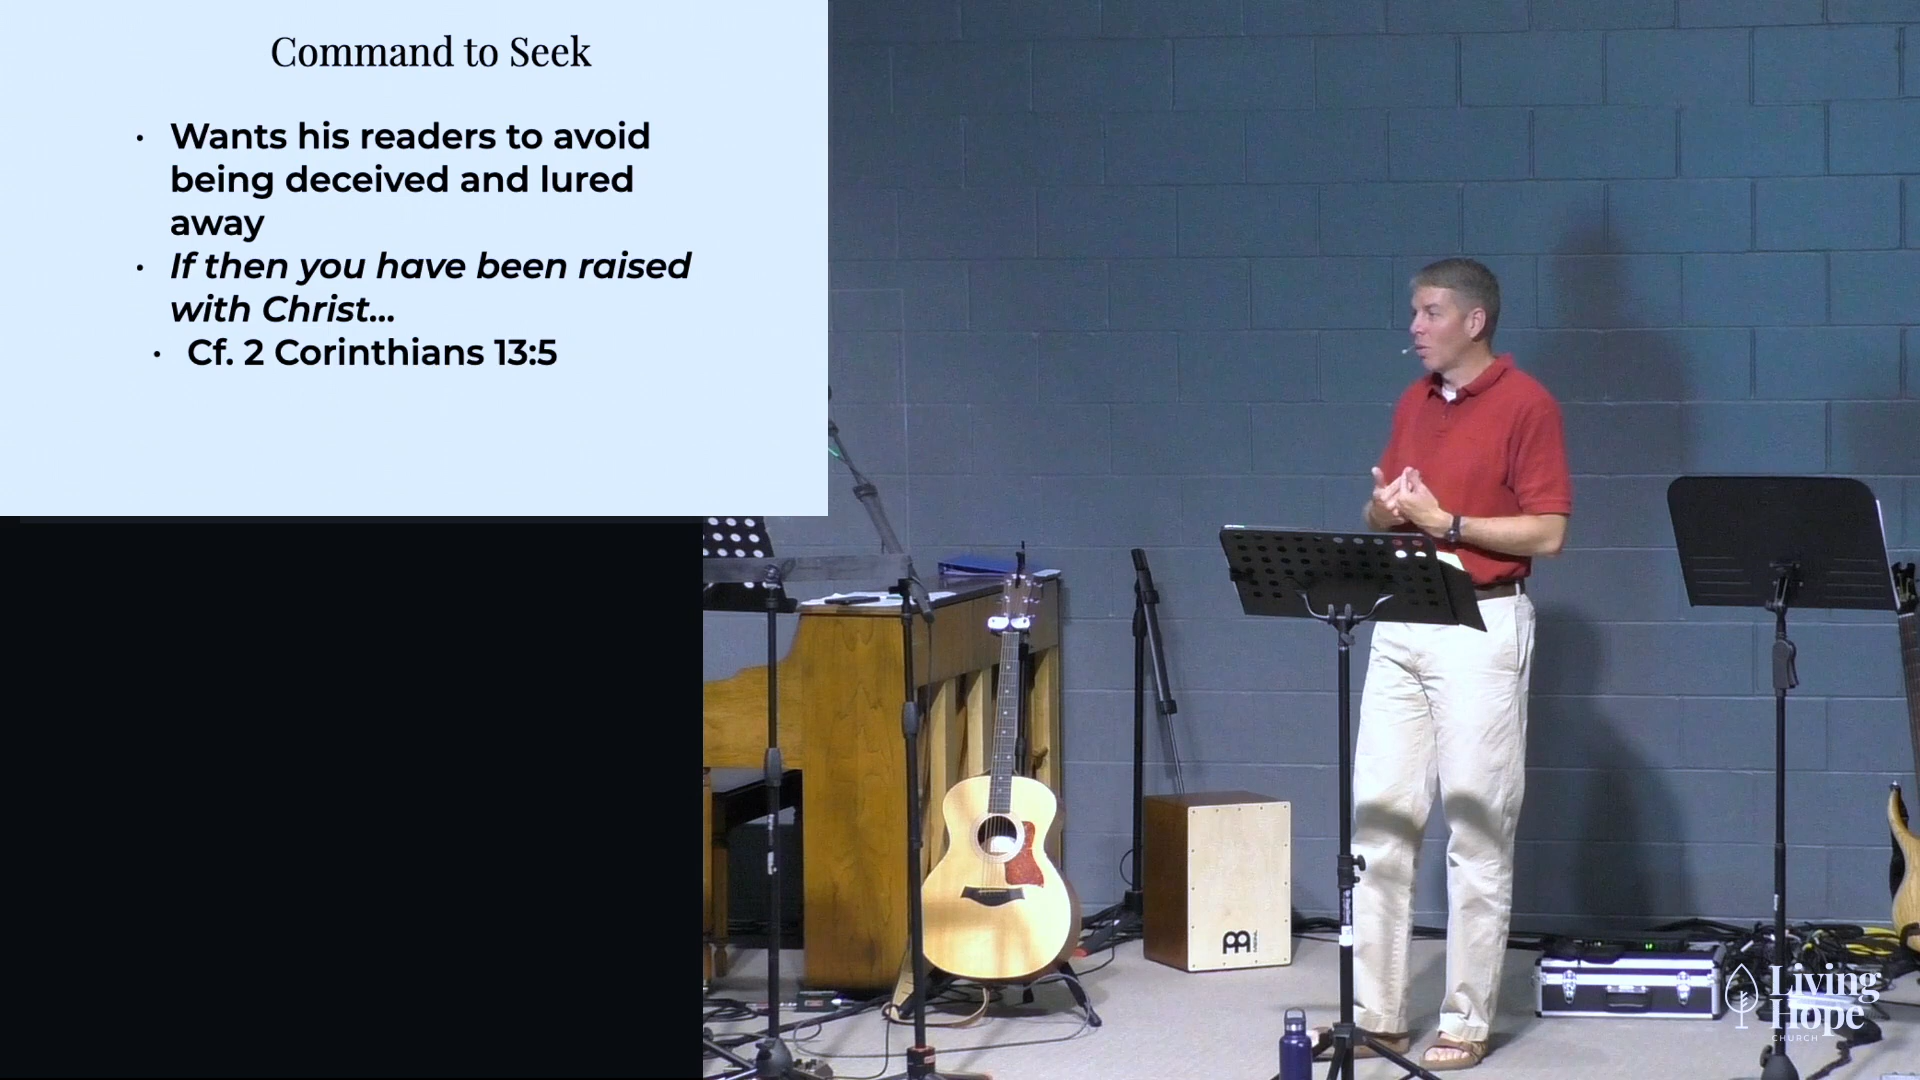 Command to Seek
• Wants his readers to avoid
being deceived and lured
away
• If then you have been raised
with Christ...
• Cf. 2 Corinthians 13:5
Living
Hope
CHURCH
MEINL